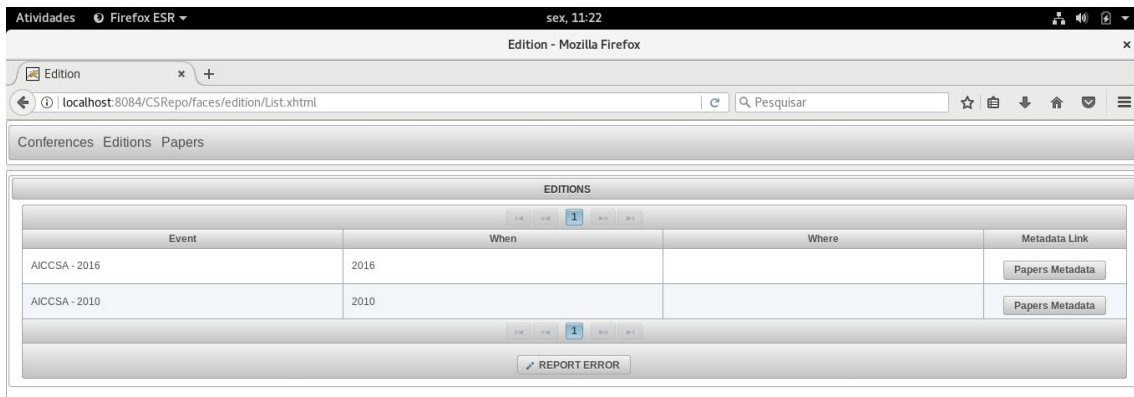 Atividades Firefox ESR sex, 11:22
Edition - Mozilla Firefox
Edition
localhost:8084/CSRepo/faces/edition/List.xhtml Pesquisar
Conferences Editions Papers
EDITIONS
1
Event When Where Metadata Link
AICCSA - 2016 2016 Papers Metadata
AICCSA - 2010 2010 Papers Metadata
1
REPORT ERROR